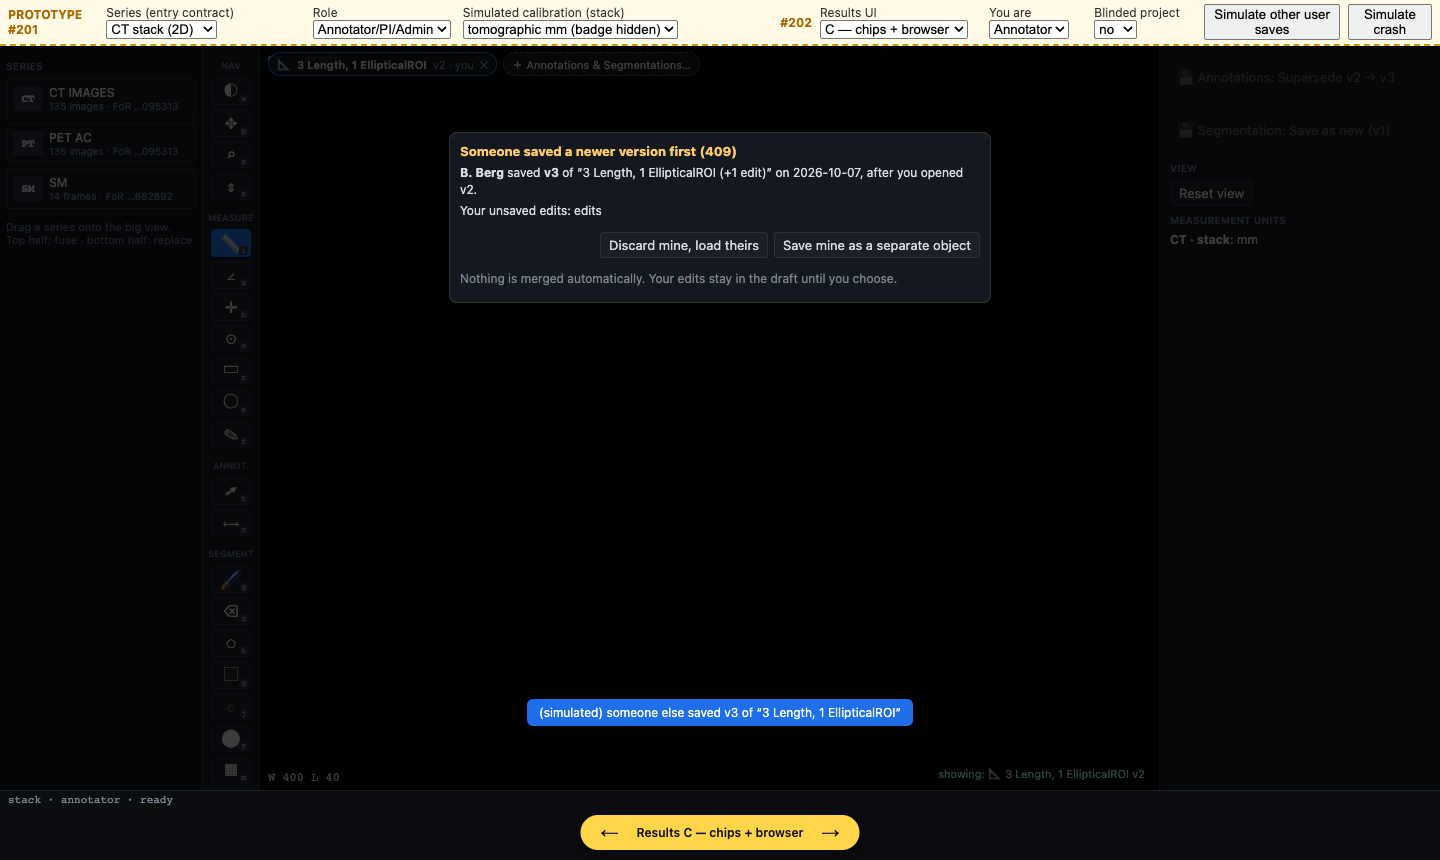 PROTOTYPE
#201
Series (entry contract)
CT stack (2D)
Role
Annotator/PI/Admin
Simulated calibration (stack)
tomographic mm (badge hidden)
#202
Results UI
C — chips + browser
You are
Annotator
Blinded project
no
Simulate other user
saves
Simulate
crash
SERIES
CT
CT IMAGES
135 images · FoR …095313
PT
PET AC
135 images · FoR …095313
SM
SM
14 frames · FoR …682892
Drag a series onto the big view.
Top half: fuse · bottom half: replace.
NAV
w
p
z
s
MEASURE
l
a
b
o
r
e
f
ANNOT.
t
c
SEGMENT
d
k
q
j
y
m
3 Length, 1 EllipticalROI v2 · you ✕
+ Annotations & Segmentations…
Someone saved a newer version first (409)
B. Berg saved v3 of “3 Length, 1 EllipticalROI (+1 edit)” on 2026-10-07, after you opened
v2.
Your unsaved edits: edits
Discard mine, load theirs
Save mine as a separate object
Nothing is merged automatically. Your edits stay in the draft until you choose.
(simulated) someone else saved v3 of “3 Length, 1 EllipticalROI”
W 400 L 40
showing: 3 Length, 1 EllipticalROI v2
Annotations: Supersede v2 → v3
Segmentation: Save as new (v1)
VIEW
Reset view
MEASUREMENT UNITS
CT · stack: mm
stack · annotator · ready
← Results C — chips + browser →